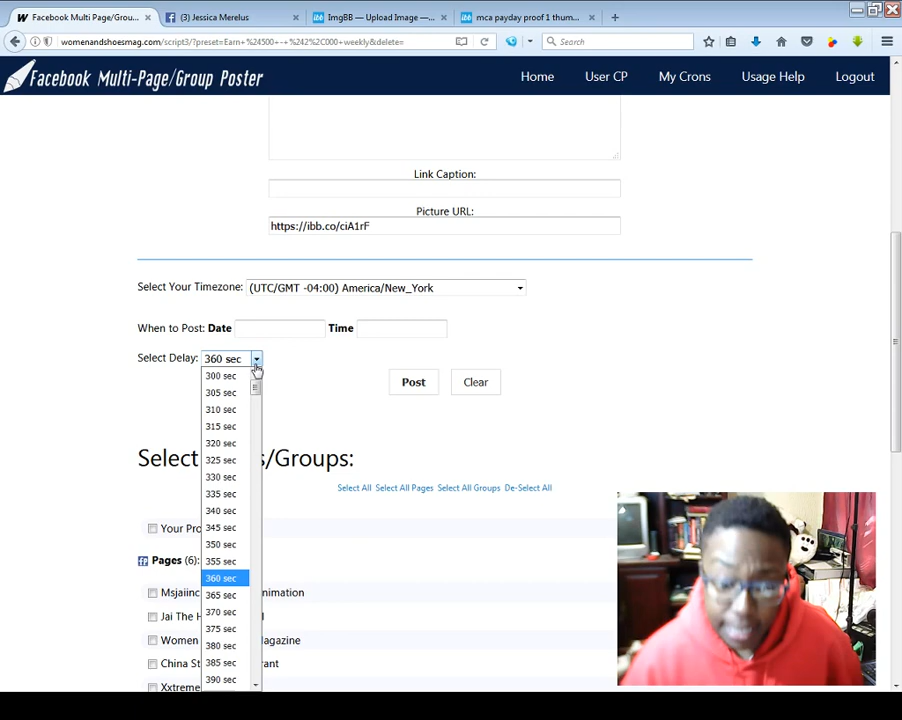 Facebook Multi Page/Grou...
(3) Jessica Merelus
ImgBB — Upload Image —...
mca payday proof 1 thum...
womenandshoesmag.com/script3/?preset=Earn +%24500 + - + %242%2C000 weekly&delete=
Search
Facebook Multi-Page/Group Poster
Home
User CP
My Crons
Usage Help
Logout
Link Caption:
Picture URL:
https://ibb.co/ciA1rF
Select Your Timezone:
(UTC/GMT -04:00) America/New_York
When to Post: Date
Time
Select Delay:
360 sec
300 sec
305 sec
310 sec
Post
Clear
315 sec
320 sec
325 sec
Select
s/Groups:
330 sec
Select All
Select All Pages
Select All Groups
De-Select All
335 sec
340 sec
345 sec
Your Pro
350 sec
Pages (6):
355 sec
360 sec
Msjaiinc
imation
365 sec
370 sec
Jai The H
375 sec
Women
agazine
380 sec
China St
rant
385 sec
390 sec
Xxtreme